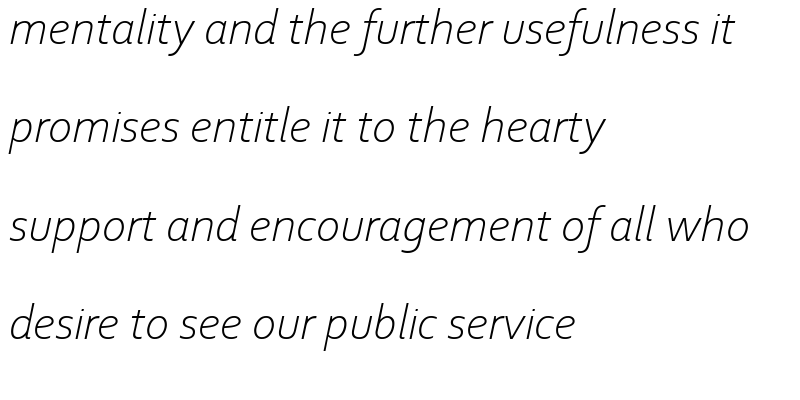 mentality and the further usefulness it
promises entitle it to the hearty
support and encouragement of all who
desire to see our public service